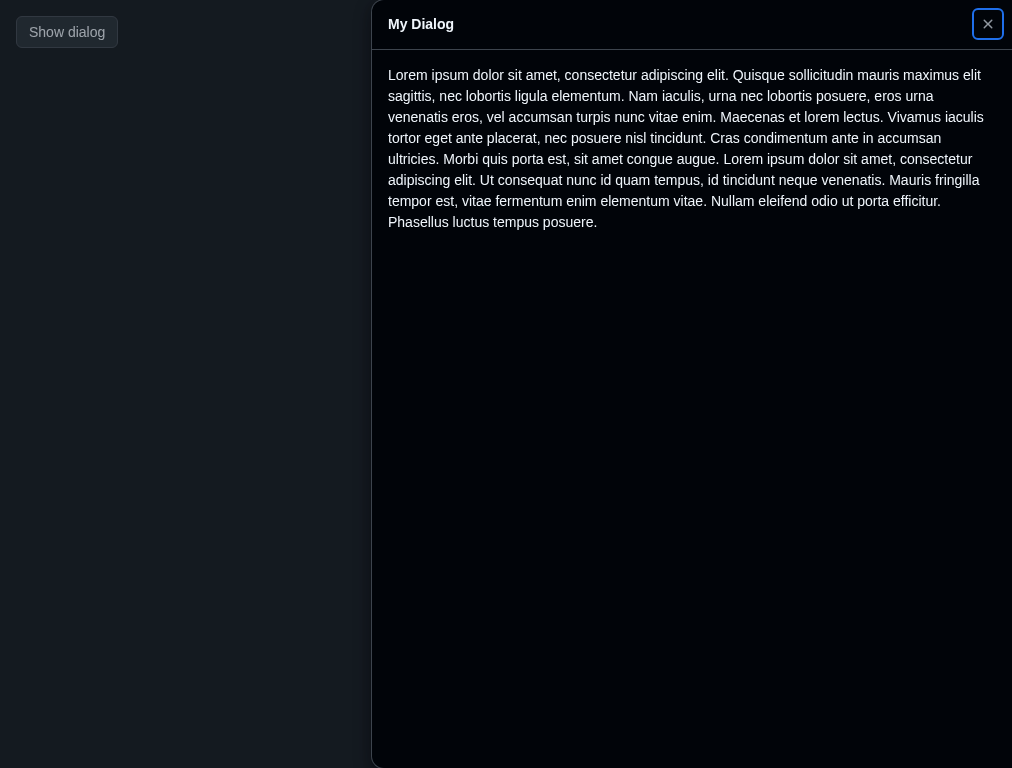 Show dialog
My Dialog
Lorem ipsum dolor sit amet, consectetur adipiscing elit. Quisque sollicitudin mauris maximus elit
sagittis, nec lobortis ligula elementum. Nam iaculis, urna nec lobortis posuere, eros urna
venenatis eros, vel accumsan turpis nunc vitae enim. Maecenas et lorem lectus. Vivamus iaculis
tortor eget ante placerat, nec posuere nisl tincidunt. Cras condimentum ante in accumsan
ultricies. Morbi quis porta est, sit amet congue augue. Lorem ipsum dolor sit amet, consectetur
adipiscing elit. Ut consequat nunc id quam tempus, id tincidunt neque venenatis. Mauris fringilla
tempor est, vitae fermentum enim elementum vitae. Nullam eleifend odio ut porta efficitur.
Phasellus luctus tempus posuere.